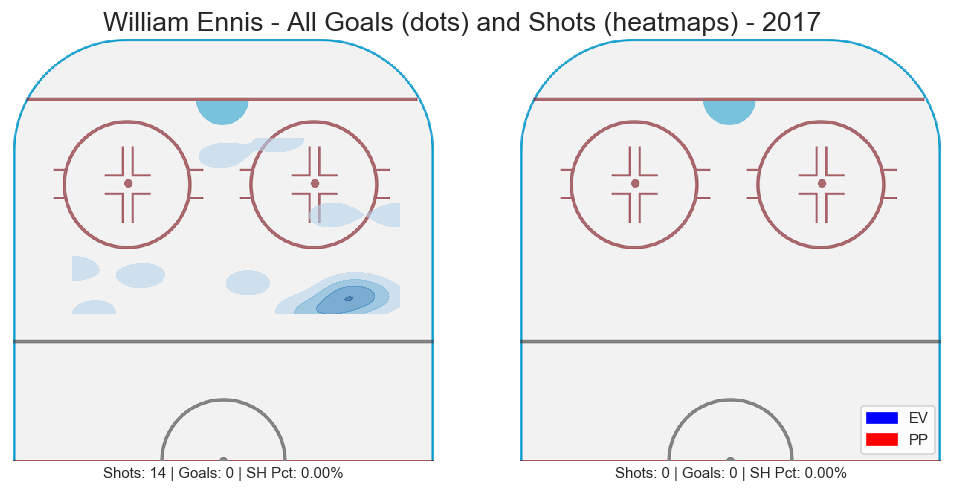 William Ennis - All Goals (dots) and Shots (heatmaps) - 2017
EV
PP
Shots: 14 | Goals: 0 | SH Pct: 0.00%
Shots: 0 | Goals: 0 | SH Pct: 0.00%